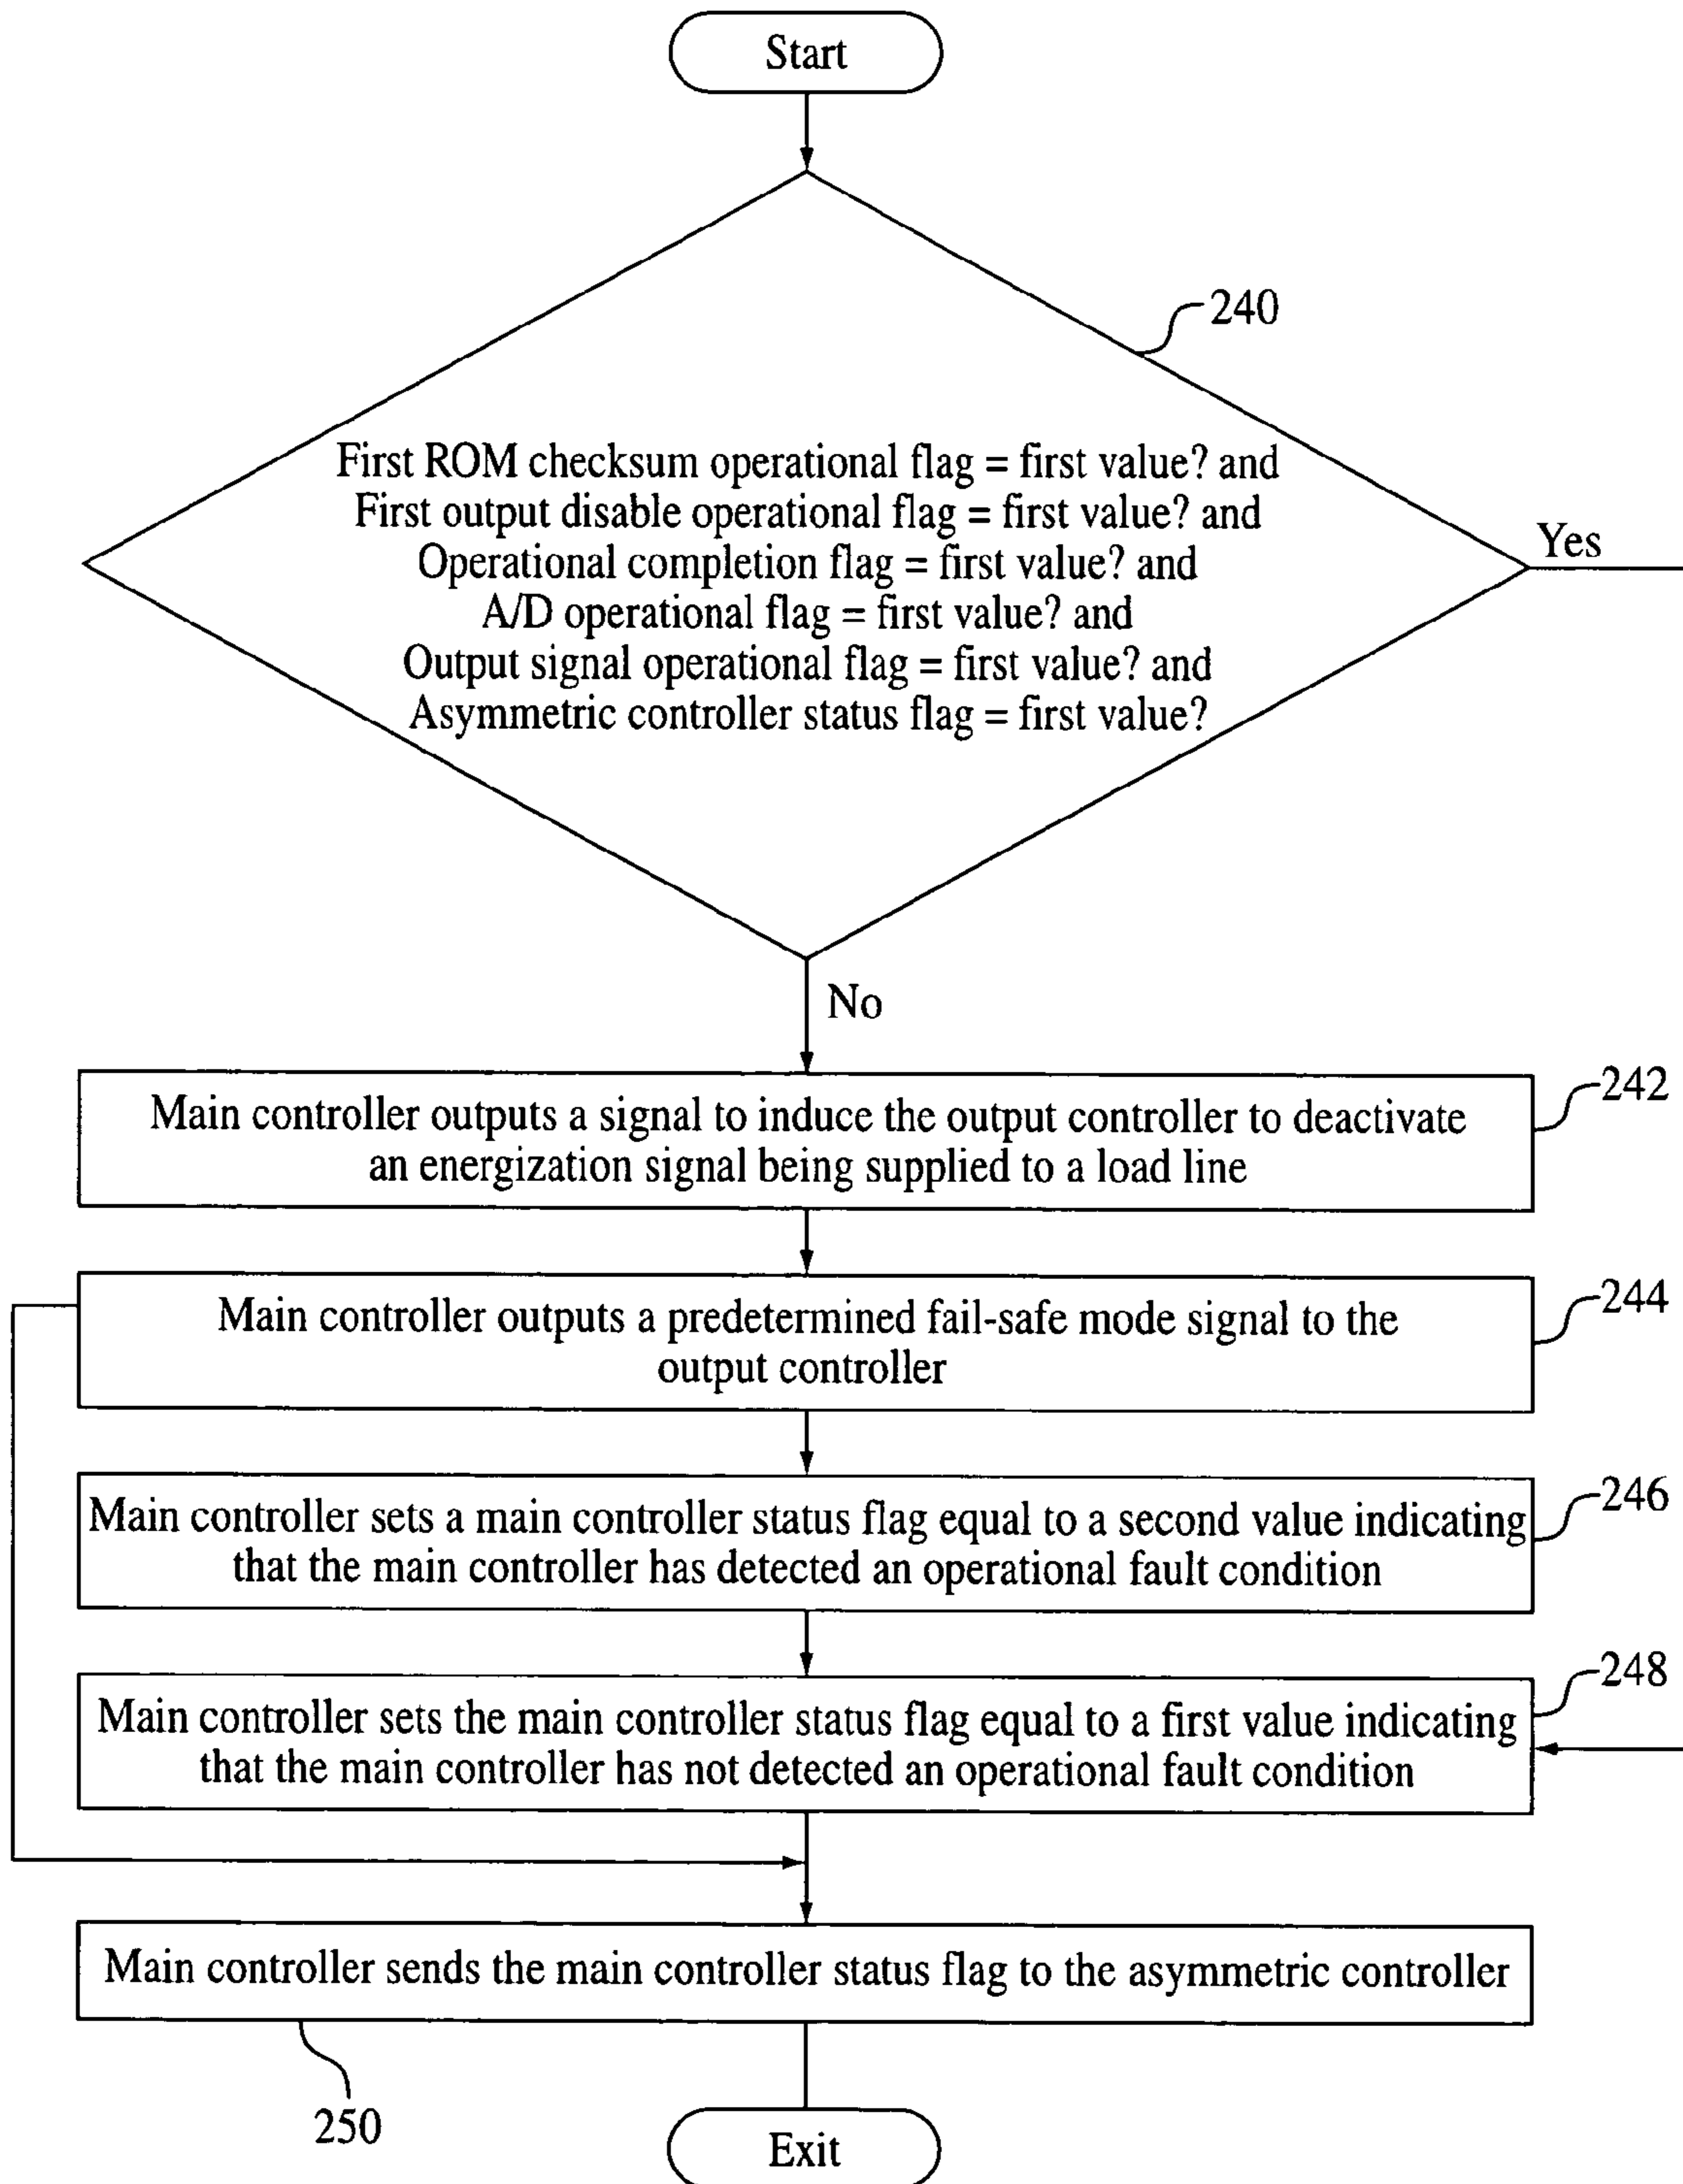 Start
240
First ROM checksum operational flag = first value? and
First output disable operational flag = first value? and
Operational completion flag = first value? and
A/D operational flag = first value? and
Output signal operational flag = first value? and
Asymmetric controller status flag = first value?
Yes
No
242
Main controller outputs a signal to induce the output controller to deactivate
an energization signal being supplied to a load line
244
Main controller outputs a predetermined fail-safe mode signal to the
output controller
246
Main controller sets a main controller status flag equal to a second value indicating
that the main controller has detected an operational fault condition
248
Main controller sets the main controller status flag equal to a first value indicating
that the main controller has not detected an operational fault condition
Main controller sends the main controller status flag to the asymmetric controller
250
Exit